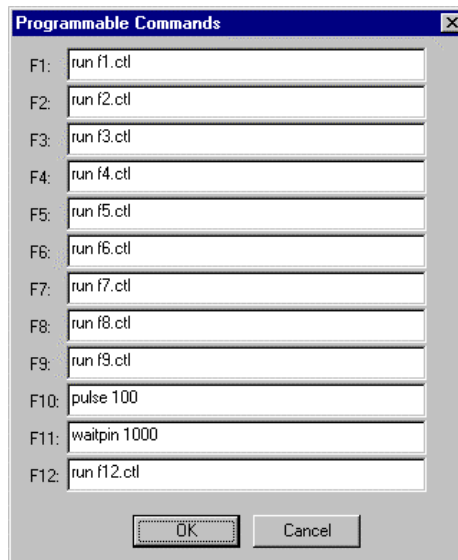 Programmable Commands
F1: run f1.ctl
F2: run f2.ctl
F3: run f3.ctl
F4: run f4.ctl
F5: run f5.ctl
F6: run f6.ctl
F7: run f7.ctl
F8: run f8.ctl
F9: run f9.ctl
F10: pulse 100
F11: waitpin 1000
F12: run f12.ctl
OK Cancel